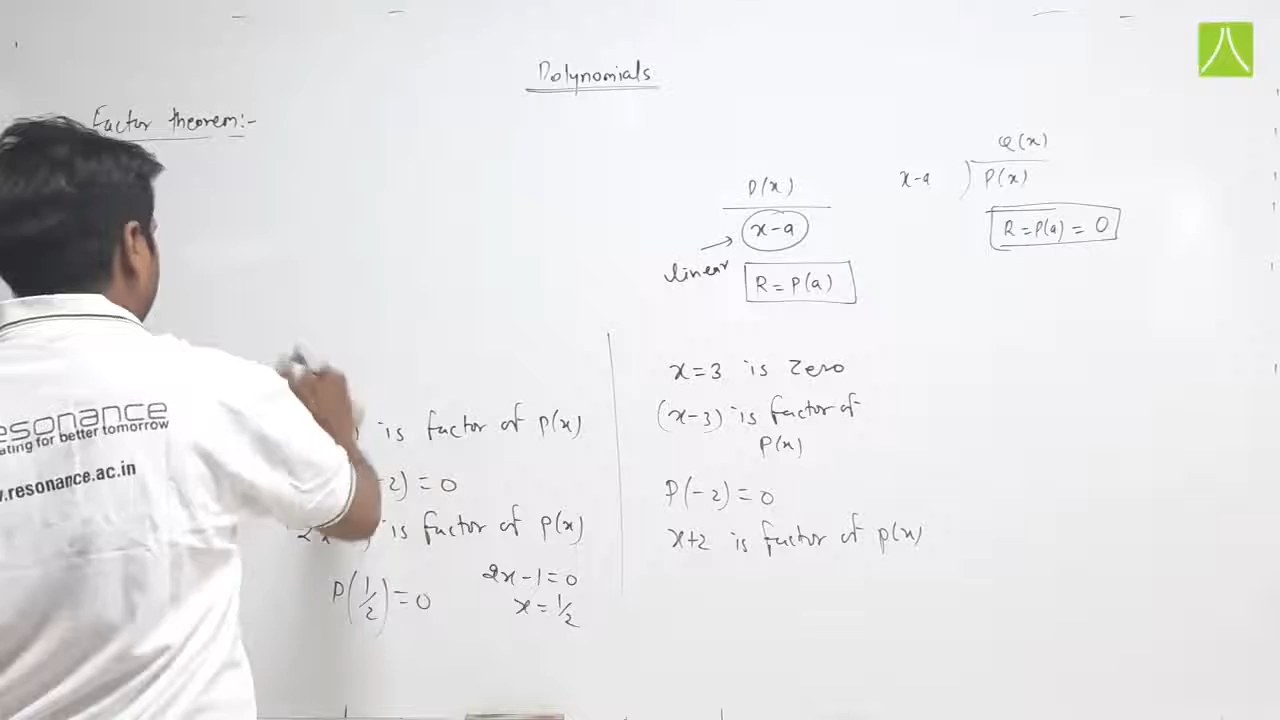 Polynomials
Factor theorem:-
Q(x)
x-a ) P(x)
R = P(a) = 0
P(x)
x-a
linear
R = P(a)
is factor of p(x)
2) = 0
is factor of p(x)
P(1/2) = 0
2x-1=0
x = 1/2
x=3 is zero
(x-3) is factor of
P(x)
P(-2) = 0
x+2 is factor of p(x)
esonance
ating for better tomorrow
.resonance.ac.in